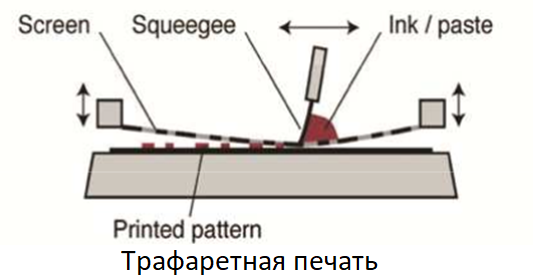 Screen Squeegee Ink / paste
Printed pattern
Трафаретная печать